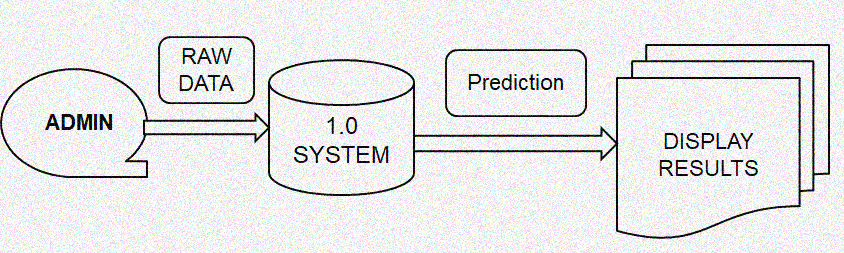 RAW
DATA
Prediction
ADMIN
1.0
SYSTEM
DISPLAY
RESULTS